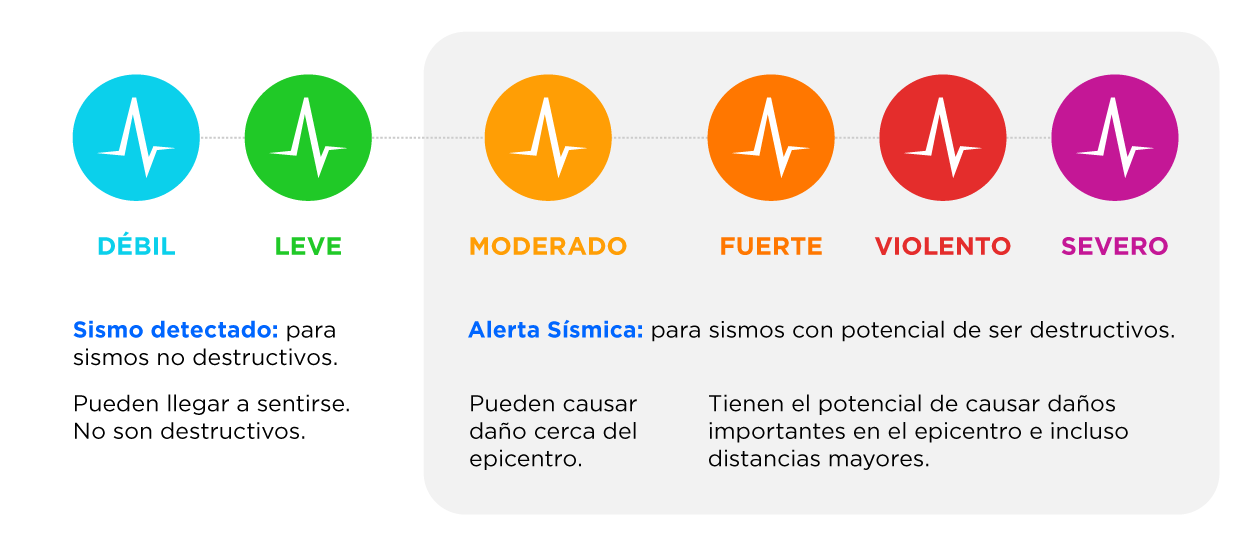 DÉBIL
LEVE
MODERADO
FUERTE
VIOLENTO
SEVERO
Sismo detectado: para
sismos no destructivos.
Pueden llegar a sentirse.
No son destructivos.
Alerta Sísmica: para sismos con potencial de ser destructivos.
Pueden causar
daño cerca del
epicentro.
Tienen el potencial de causar daños
importantes en el epicentro e incluso
distancias mayores.